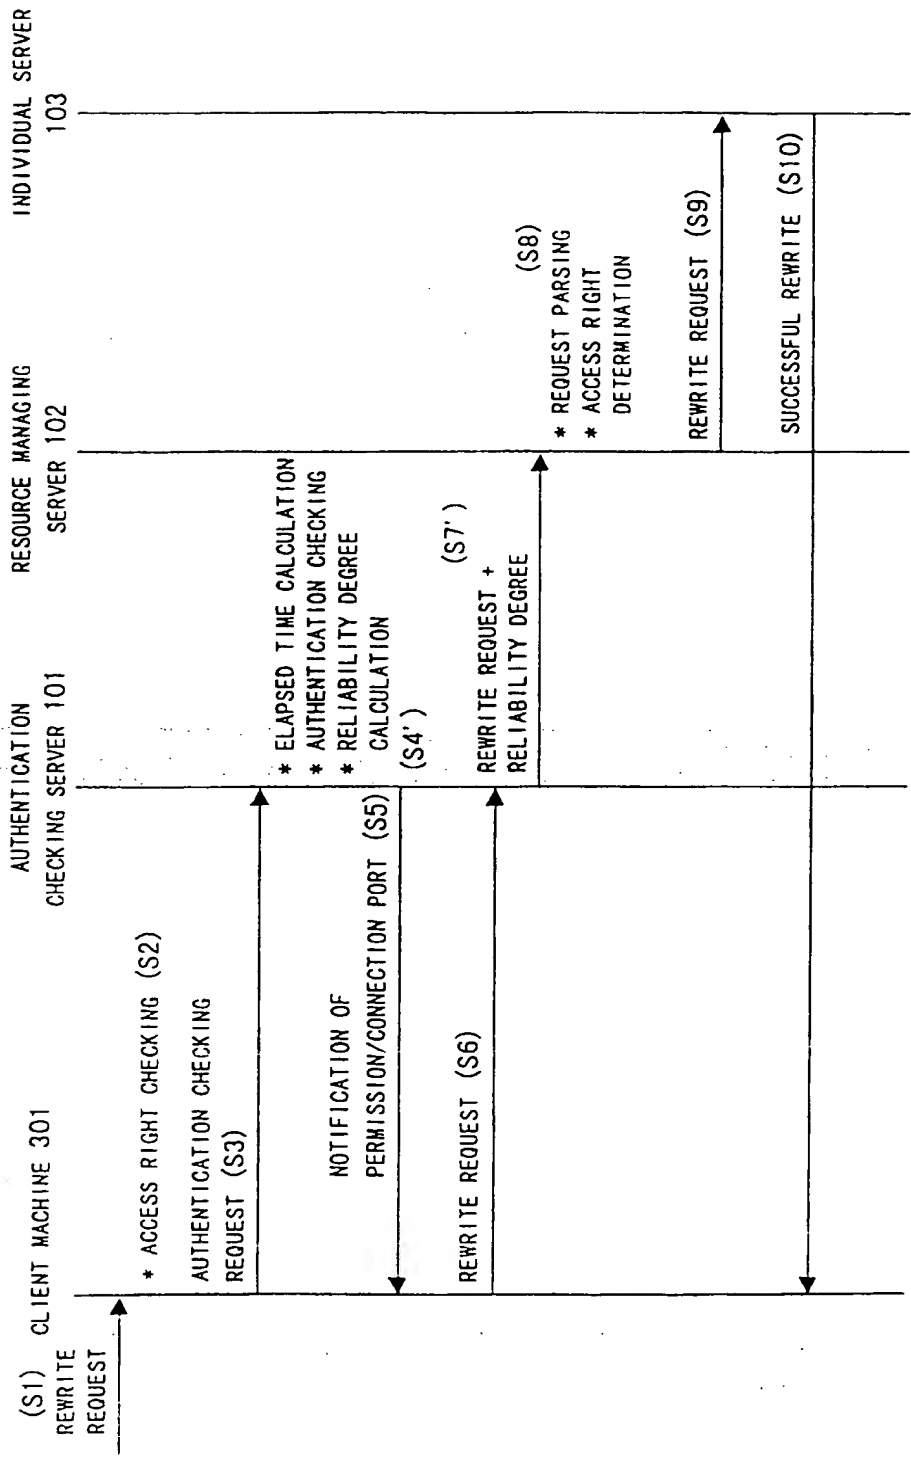 (S1)
REWRITE
REQUEST
CLIENT MACHINE 301
AUTHENTICATION
CHECKING SERVER 101
RESOURCE MANAGING
SERVER 102
INDIVIDUAL SERVER
103
* ACCESS RIGHT CHECKING (S2)
AUTHENTICATION CHECKING
REQUEST (S3)
* ELAPSED TIME CALCULATION
* AUTHENTICATION CHECKING
* RELIABILITY DEGREE
CALCULATION
(S4')
NOTIFICATION OF
PERMISSION/CONNECTION PORT (S5)
REWRITE REQUEST (S6)
(S7')
REWRITE REQUEST +
RELIABILITY DEGREE
(S8)
* REQUEST PARSING
* ACCESS RIGHT
DETERMINATION
REWRITE REQUEST (S9)
SUCCESSFUL REWRITE (S10)